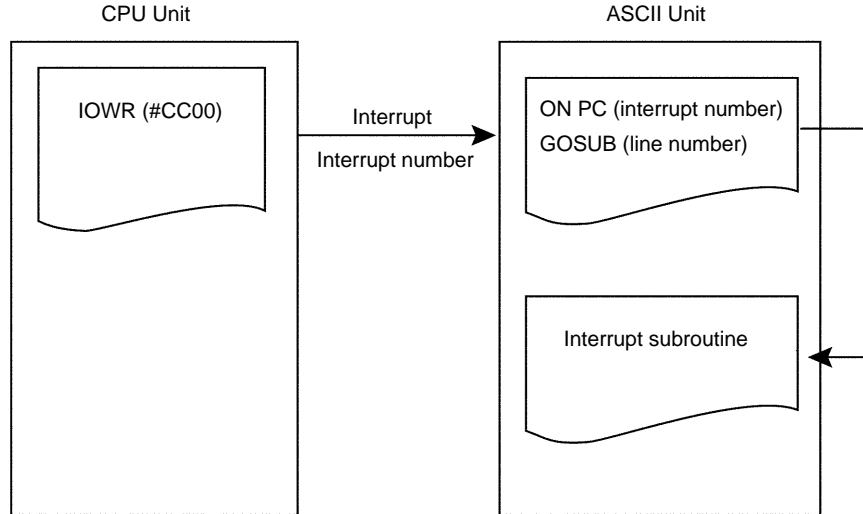 CPU Unit
ASCII Unit
IOWR (#CC00)
Interrupt
Interrupt number
ON PC (interrupt number)
GOSUB (line number)
Interrupt subroutine